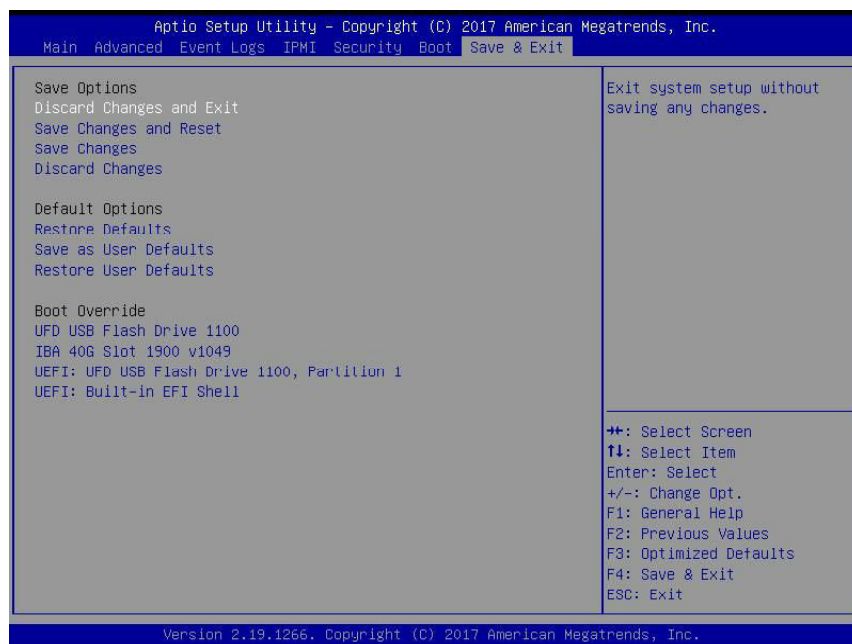 Aptio Setup Utility – Copyright (C) 2017 American Megatrends, Inc.
Main Advanced Event Logs IPMI Security Boot Save & Exit
Save Options
Discard Changes and Exit
Save Changes and Reset
Save Changes
Discard Changes
Default Options
Restore Defaults
Save as User Defaults
Restore User Defaults
Boot Override
UFD USB Flash Drive 1100
IBA 40G Slot 1900 v1049
UEFI: UFD USB Flash Drive 1100, Partition 1
UEFI: Built-in EFI Shell
Exit system setup without
saving any changes.
→←: Select Screen
↑↓: Select Item
Enter: Select
+/-: Change Opt.
F1: General Help
F2: Previous Values
F3: Optimized Defaults
F4: Save & Exit
ESC: Exit
Version 2.19.1266. Copyright (C) 2017 American Megatrends, Inc.